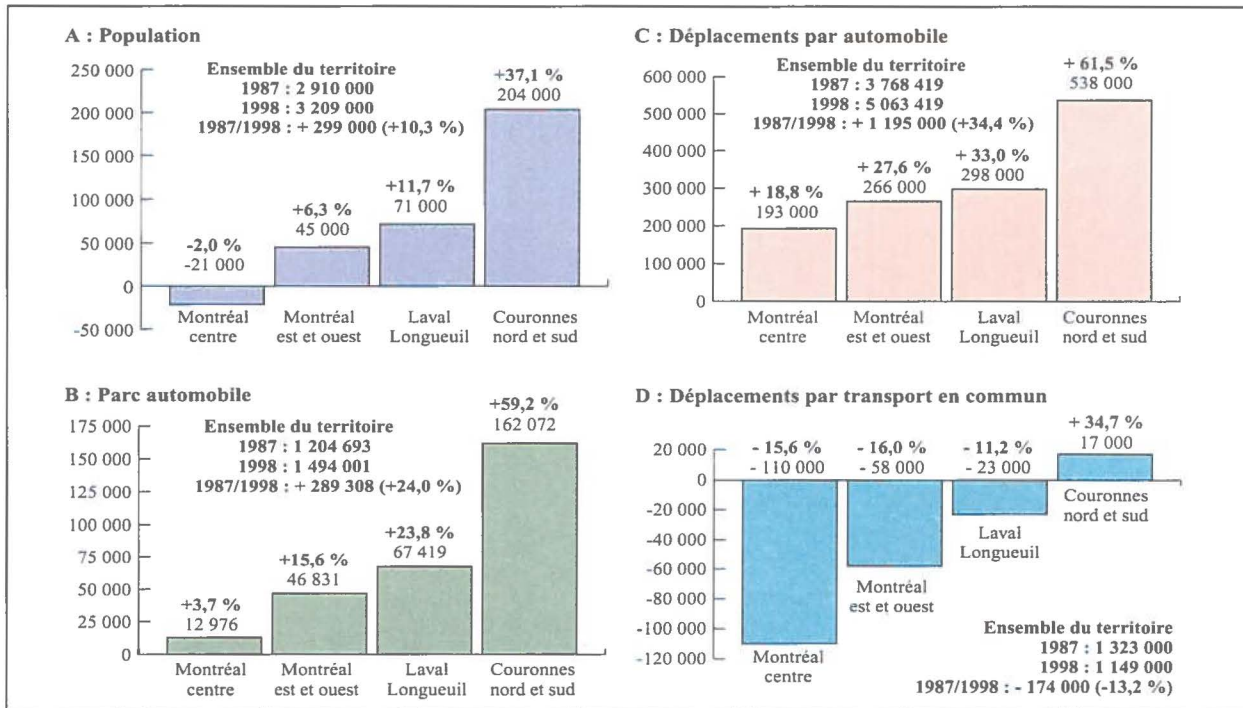 A : Population
Ensemble du territoire
1987 : 2 910 000
1998 : 3 209 000
1987/1998 : + 299 000 (+10,3 %)
250 000
200 000
150 000
100 000
50 000
0
-50 000
-2,0 %
-21 000
+6,3 %
45 000
+11,7 %
71 000
+37,1 %
204 000
Montréal
centre
Montréal
est et ouest
Laval
Longueuil
Couronnes
nord et sud
B : Parc automobile
Ensemble du territoire
1987 : 1 204 693
1998 : 1 494 001
1987/1998 : + 289 308 (+24,0 %)
175 000
150 000
125 000
100 000
75 000
50 000
25 000
0
+3,7 %
12 976
+15,6 %
46 831
+23,8 %
67 419
+59,2 %
162 072
Montréal
centre
Montréal
est et ouest
Laval
Longueuil
Couronnes
nord et sud
C : Déplacements par automobile
Ensemble du territoire
1987 : 3 768 419
1998 : 5 063 419
1987/1998 : + 1 195 000 (+34,4 %)
600 000
500 000
400 000
300 000
200 000
100 000
0
+ 18,8 %
193 000
+ 27,6 %
266 000
+ 33,0 %
298 000
+ 61,5 %
538 000
Montréal
centre
Montréal
est et ouest
Laval
Longueuil
Couronnes
nord et sud
D : Déplacements par transport en commun
20 000
0
-20 000
-40 000
-60 000
-80 000
-100 000
-120 000
- 15,6 %
- 110 000
- 16,0 %
- 58 000
- 11,2 %
- 23 000
+ 34,7 %
17 000
Montréal
centre
Montréal
est et ouest
Laval
Longueuil
Couronnes
nord et sud
Ensemble du territoire
1987 : 1 323 000
1998 : 1 149 000
1987/1998 : - 174 000 (-13,2 %)